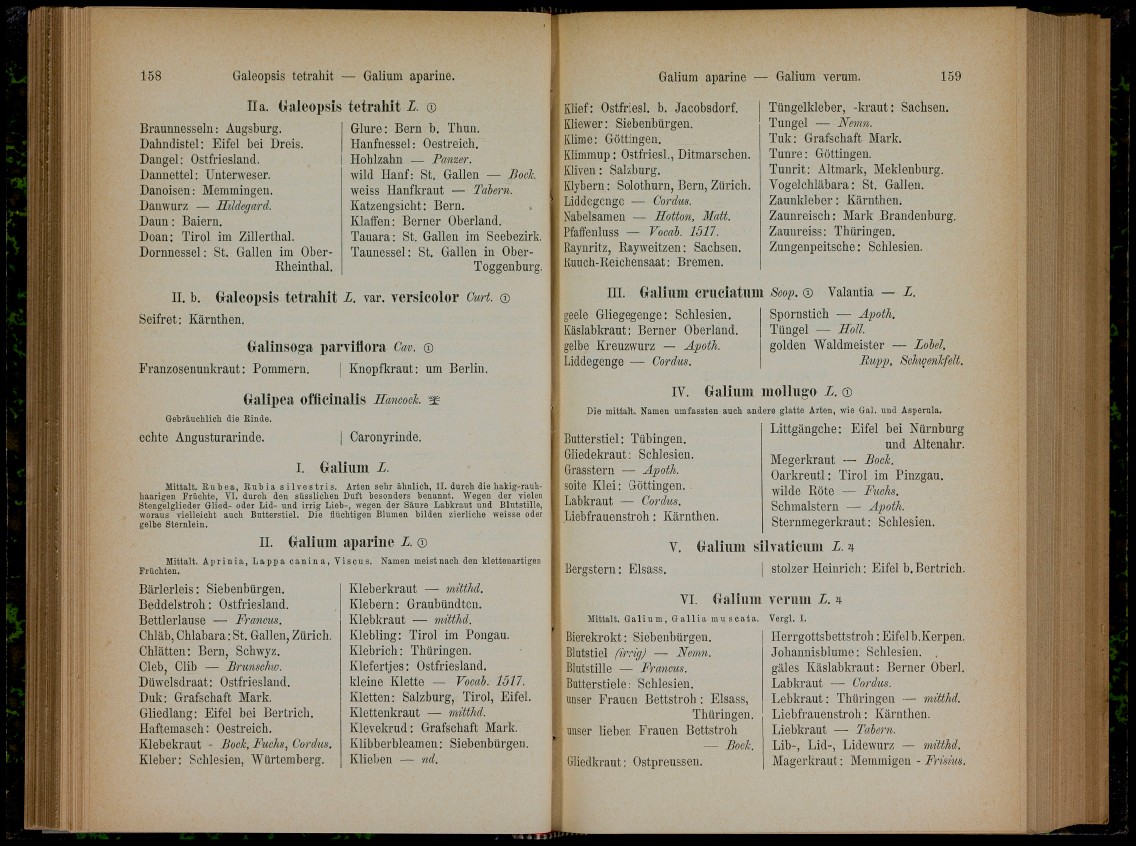 158 Galeopsis tetrahit — Galium aparine.
IIa. Galeopsis tetrahit L. ①
Braunnesseln: Augsburg.
Dahndistel: Eifel bei Dreis.
Dangel: Ostfriesland.
Dannettel: Unterweser.
Danoisen: Memmingen.
Danwurz — Hildegard.
Daun: Baiern.
Doan: Tirol im Zillerthal.
Dornnessel: St. Gallen im Ober-
Rheinthal.
Glure: Bern b. Thun.
Hanfnessel: Oestreich.
Hohlzahn — Panzer.
wild Hanf: St. Gallen — Bock.
weiss Hanfkraut — Tabern.
Katzengsicht: Bern.
Klaffen: Berner Oberland.
Tauara: St. Gallen im Seebezirk.
Taunessel: St. Gallen in Ober-
Toggenburg.
II. b. Galeopsis tetrahit L. var. versicolor Curt. ①
Seifret: Kärnthen.
Galinsoga parviflora Cav. ①
Franzosenunkraut: Pommern.
Knopfkraut: um Berlin.
Galipea officinalis Hancock.
Gebräuchlich die Rinde.
echte Angusturarinde.
Caronyrinde.
I. Galium L.
Mittalt. Rubea, Rubia silvestris. Arten sehr ähnlich, II. durch die hakig-rauh-
haarigen Früchte, VI. durch den süsslichen Duft besonders benannt. Wegen der vielen
Stengelglieder Glied- oder Lid- und irrig Lieb-, wegen der Säure Labkraut und Blutstille,
woraus vielleicht auch Butterstiel. Die flüchtigen Blumen bilden zierliche weisse oder
gelbe Sternlein.
II. Galium aparine L. ①
Mittalt. Aprinia, Lappa canina, Viscus. Namen meist nach den klettenartigen
Früchten.
Bärlerleis: Siebenbürgen.
Beddelstroh: Ostfriesland.
Bettlerlause — Francus.
Chläb, Chlabara: St. Gallen, Zürich.
Chlätten: Bern, Schwyz.
Cleb, Clib — Brunschw.
Düwelsdraat: Ostfriesland.
Duk: Grafschaft Mark.
Gliedlang: Eifel bei Bertrich.
Haftemasch: Oestreich.
Klebekraut - Bock, Fuchs, Cordus.
Kleber: Schlesien, Würtemberg.
Kleberkraut — mitthd.
Klebern: Graubündten.
Klebkraut — mitthd.
Klebling: Tirol im Pongau.
Klebrich: Thüringen.
Klefertjes: Ostfriesland.
kleine Klette — Vocab. 1517.
Kletten: Salzburg, Tirol, Eifel.
Klettenkraut — mitthd.
Klevekrud: Grafschaft Mark.
Klibberbleamen: Siebenbürgen.
Klieben — nd.
Galium aparine — Galium verum. 159
Klief: Ostfriesl. b. Jacobsdorf.
Kliewer: Siebenbürgen.
Klime: Göttingen.
Klimmup: Ostfriesl., Ditmarschen.
Kliven: Salzburg.
Klybern: Solothurn, Bern, Zürich.
Liddegenge — Cordus.
Nabelsamen — Hotton, Matt.
Pfaffenluss — Vocab. 1517.
Raynritz, Rayweitzen: Sachsen.
Ruuch-Reichensaat: Bremen.
Tüngelkleber, -kraut: Sachsen.
Tungel — Nemn.
Tuk: Grafschaft Mark.
Tunre: Göttingen.
Tunrit: Altmark, Meklenburg.
Vogelchläbara: St. Gallen.
Zaunkleber: Kärnthen.
Zaunreisch: Mark Brandenburg.
Zaunreiss: Thüringen.
Zungenpeitsche: Schlesien.
III. Galium cruciatum Scop. ① Valantia — L.
geele Gliegegenge: Schlesien.
Käslabkraut: Berner Oberland.
gelbe Kreuzwurz — Apoth.
Liddegenge — Cordus.
Spornstich — Apoth.
Tüngel — Holl.
golden Waldmeister — Lobel,
Rupp, Schwenkfelt.
IV. Galium mollugo L. ①
Die mittalt. Namen umfassten auch andere glatte Arten, wie Gal. und Asperula.
Butterstiel: Tübingen.
Gliedekraut: Schlesien.
Grasstern — Apoth.
soite Klei: Göttingen.
Labkraut — Cordus.
Liebfrauenstroh: Kärnthen.
Littgängche: Eifel bei Nürnburg
und Altenahr.
Megerkraut — Bock.
Oarkreutl: Tirol im Pinzgau.
wilde Röte — Fuchs.
Schmalstern — Apoth.
Sternmegerkraut: Schlesien.
V. Galium silvaticum L. ♃
Bergstern: Elsass.
stolzer Heinrich: Eifel b. Bertrich.
VI. Galium verum L. ♃
Mittalt. Galium, Gallia muscata. Vergl. I.
Bierekrokt: Siebenbürgen.
Blutstiel (irrig) — Nemn.
Blutstille — Francus.
Butterstiele: Schlesien.
unser Frauen Bettstroh: Elsass,
Thüringen.
unser lieben Frauen Bettstroh
— Bock.
Gliedkraut: Ostpreussen.
Herrgottsbettstroh: Eifel b. Kerpen.
Johannisblume: Schlesien.
gäles Käslabkraut: Berner Oberl.
Labkraut — Cordus.
Lebkraut: Thüringen — mitthd.
Liebfrauenstroh: Kärnthen.
Liebkraut — Tabern.
Lib-, Lid-, Lidewurz — mitthd.
Magerkraut: Memmigen - Frisius.